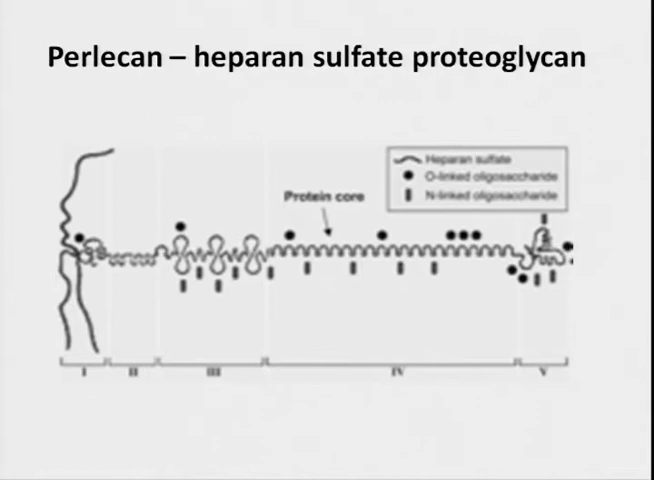 Perlecan – heparan sulfate proteoglycan
Heparan sulfate
O-linked oligosaccharide
N-linked oligosaccharide
Protein core
I II III IV V